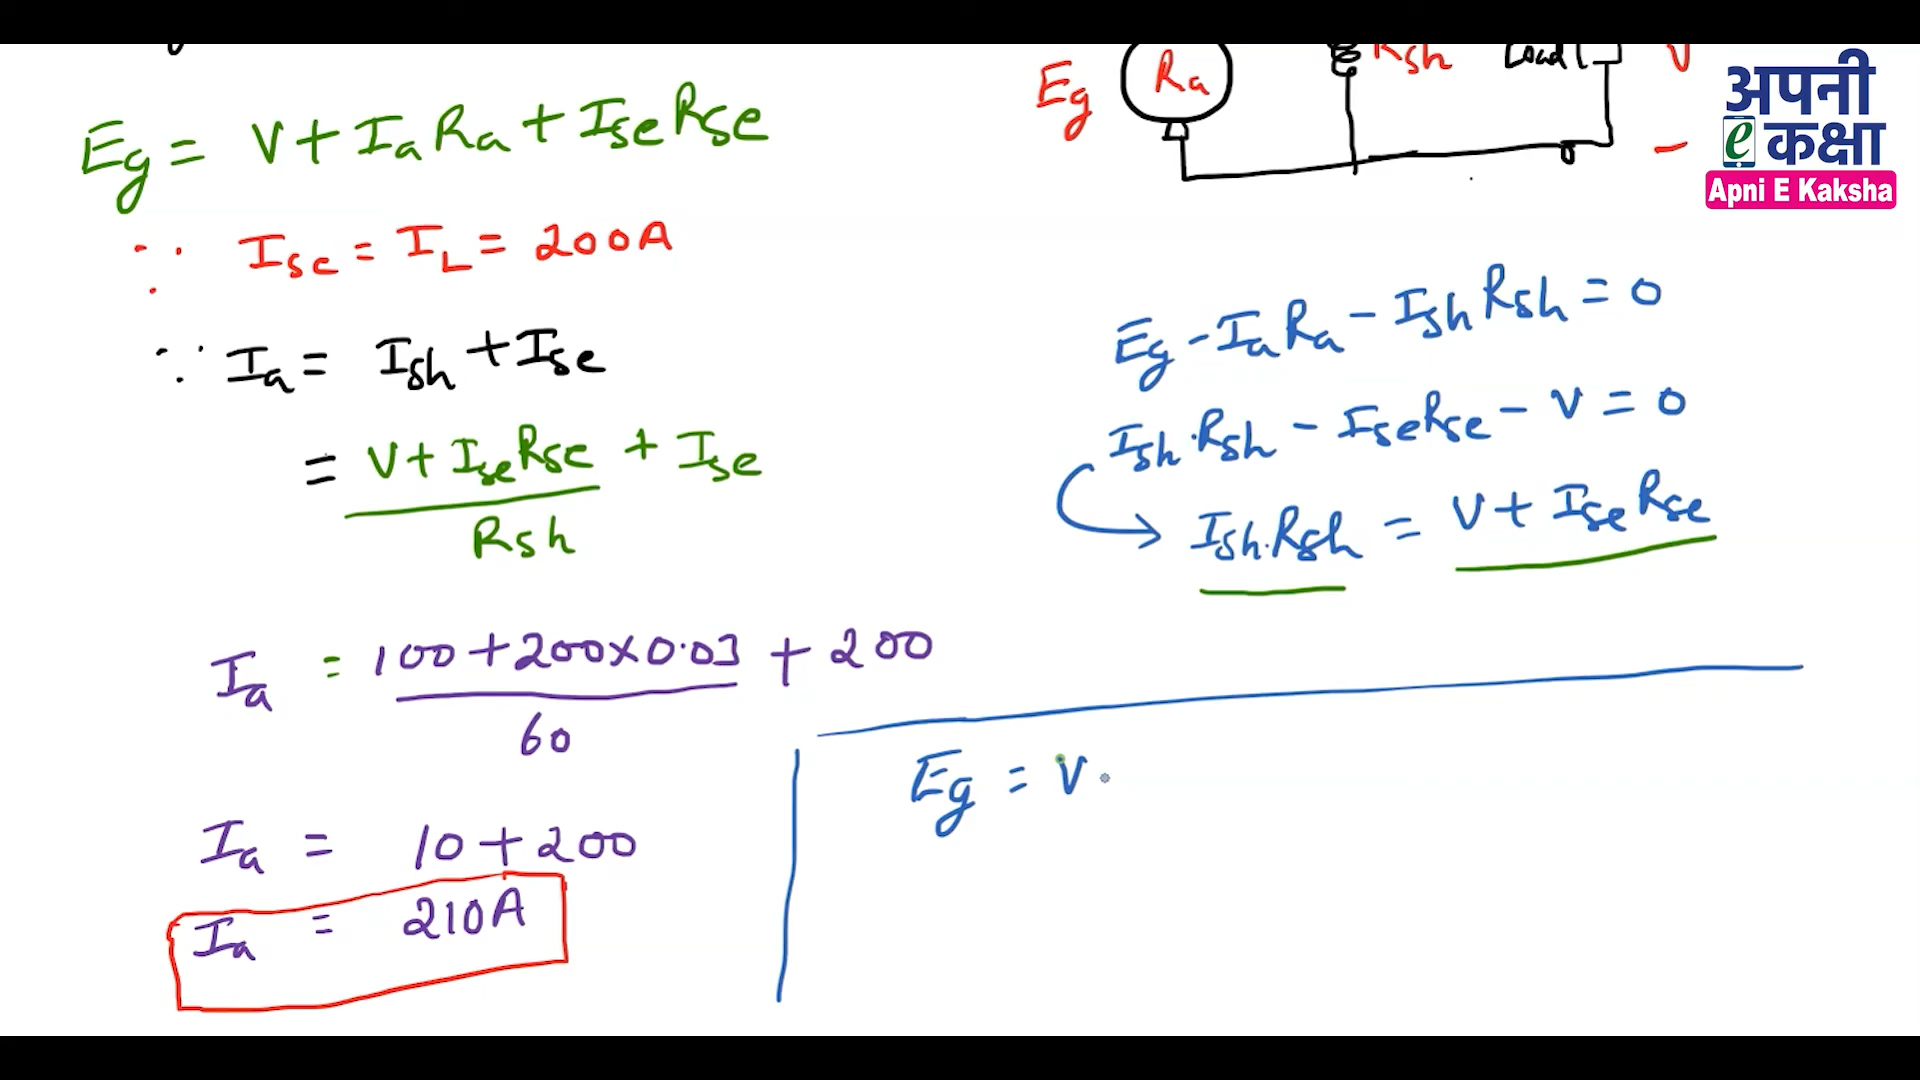 Eg = V + IaRa + IseRse
∵ Ise = IL = 200A
∵ Ia = Ish + Ise
= V + IseRse / Rsh + Ise
Ia = 100 + 200 × 0.03 / 60 + 200
Ia = 10 + 200
Ia = 210A
Eg
Ra
Rsh
Load
V
-
अपनी
e कक्षा
Apni E Kaksha
Eg - IaRa - IshRsh = 0
Ish.Rsh - IseRse - V = 0
Ish.Rsh = V + IseRse
Eg = V